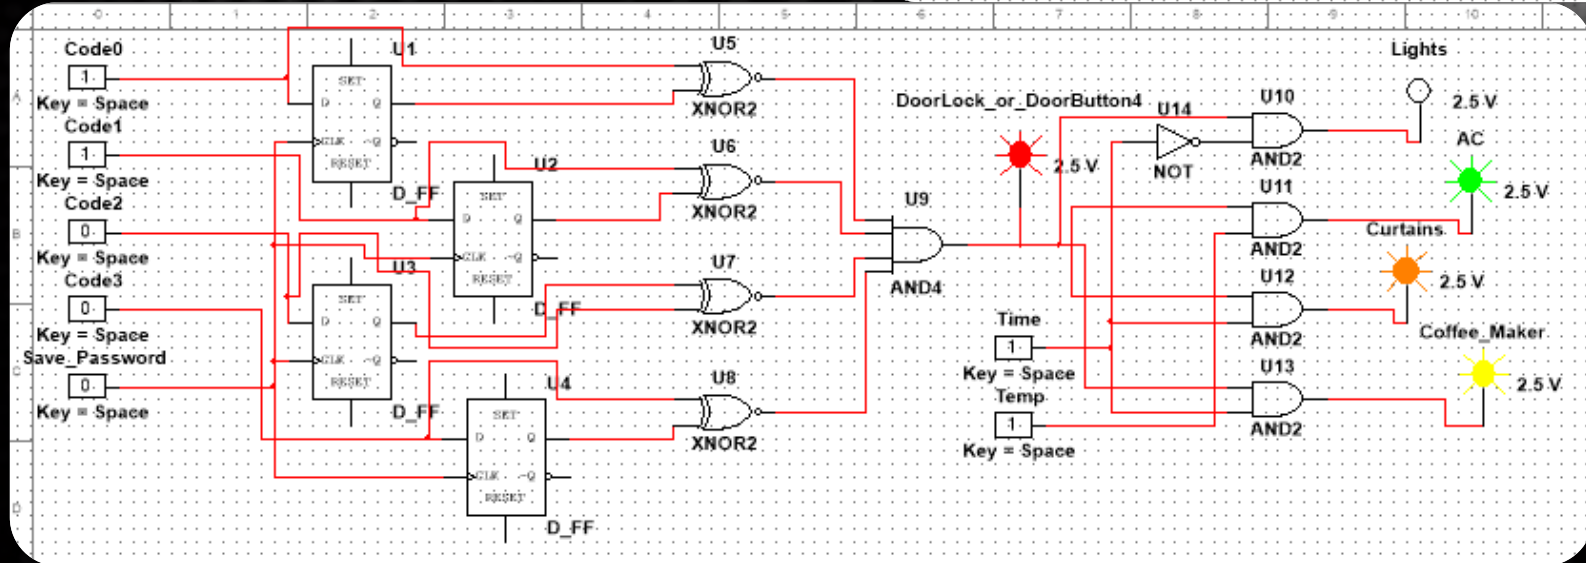 0 1 2 3 4 5 6 7 8 9 10
A
B
C
D
Code0
1
Key = Space
Code1
1
Key = Space
Code2
0
Key = Space
Code3
0
Key = Space
Save_Password
0
Key = Space
U1
SET
D Q
CLK ~Q
RESET
D_FF
U2
SET
D Q
CLK ~Q
RESET
D_FF
U3
SET
D Q
CLK ~Q
RESET
D_FF
U4
SET
D Q
CLK ~Q
RESET
D_FF
U5
XNOR2
U6
XNOR2
U7
XNOR2
U8
XNOR2
U9
AND4
DoorLock_or_DoorButton4
2.5 V
Time
1
Key = Space
Temp
1
Key = Space
U14
NOT
U10
AND2
U11
AND2
U12
AND2
U13
AND2
Lights
2.5 V
AC
2.5 V
Curtains
2.5 V
Coffee_Maker
2.5 V